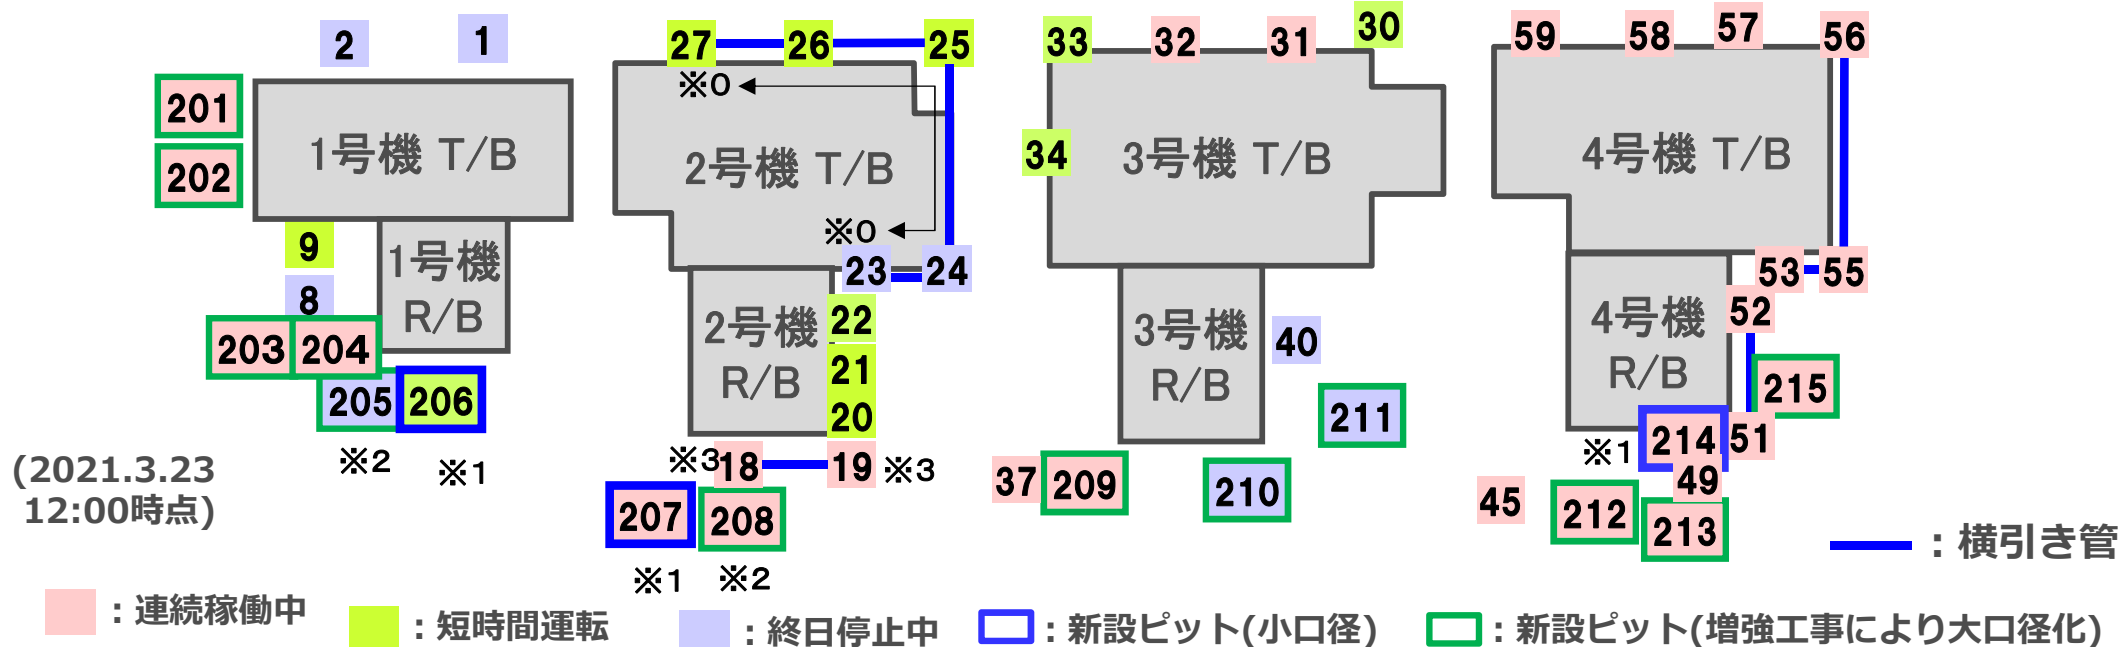 2
1
201
202
1号機 T/B
9
8
1号機
R/B
203
204
205
206
※2
※1
(2021.3.23
12:00時点)
27
26
25
※0
2号機 T/B
※0
23
24
2号機
R/B
22
21
20
※3
18
19
※3
207
208
※1
※2
33
32
31
30
34
3号機 T/B
3号機
R/B
40
211
37
209
210
59
58
57
56
4号機 T/B
53
55
52
4号機
R/B
215
214
51
※1
49
45
212
213
：横引き管
：連続稼働中
：短時間運転
：終日停止中
：新設ピット(小口径)
：新設ピット(増強工事により大口径化)